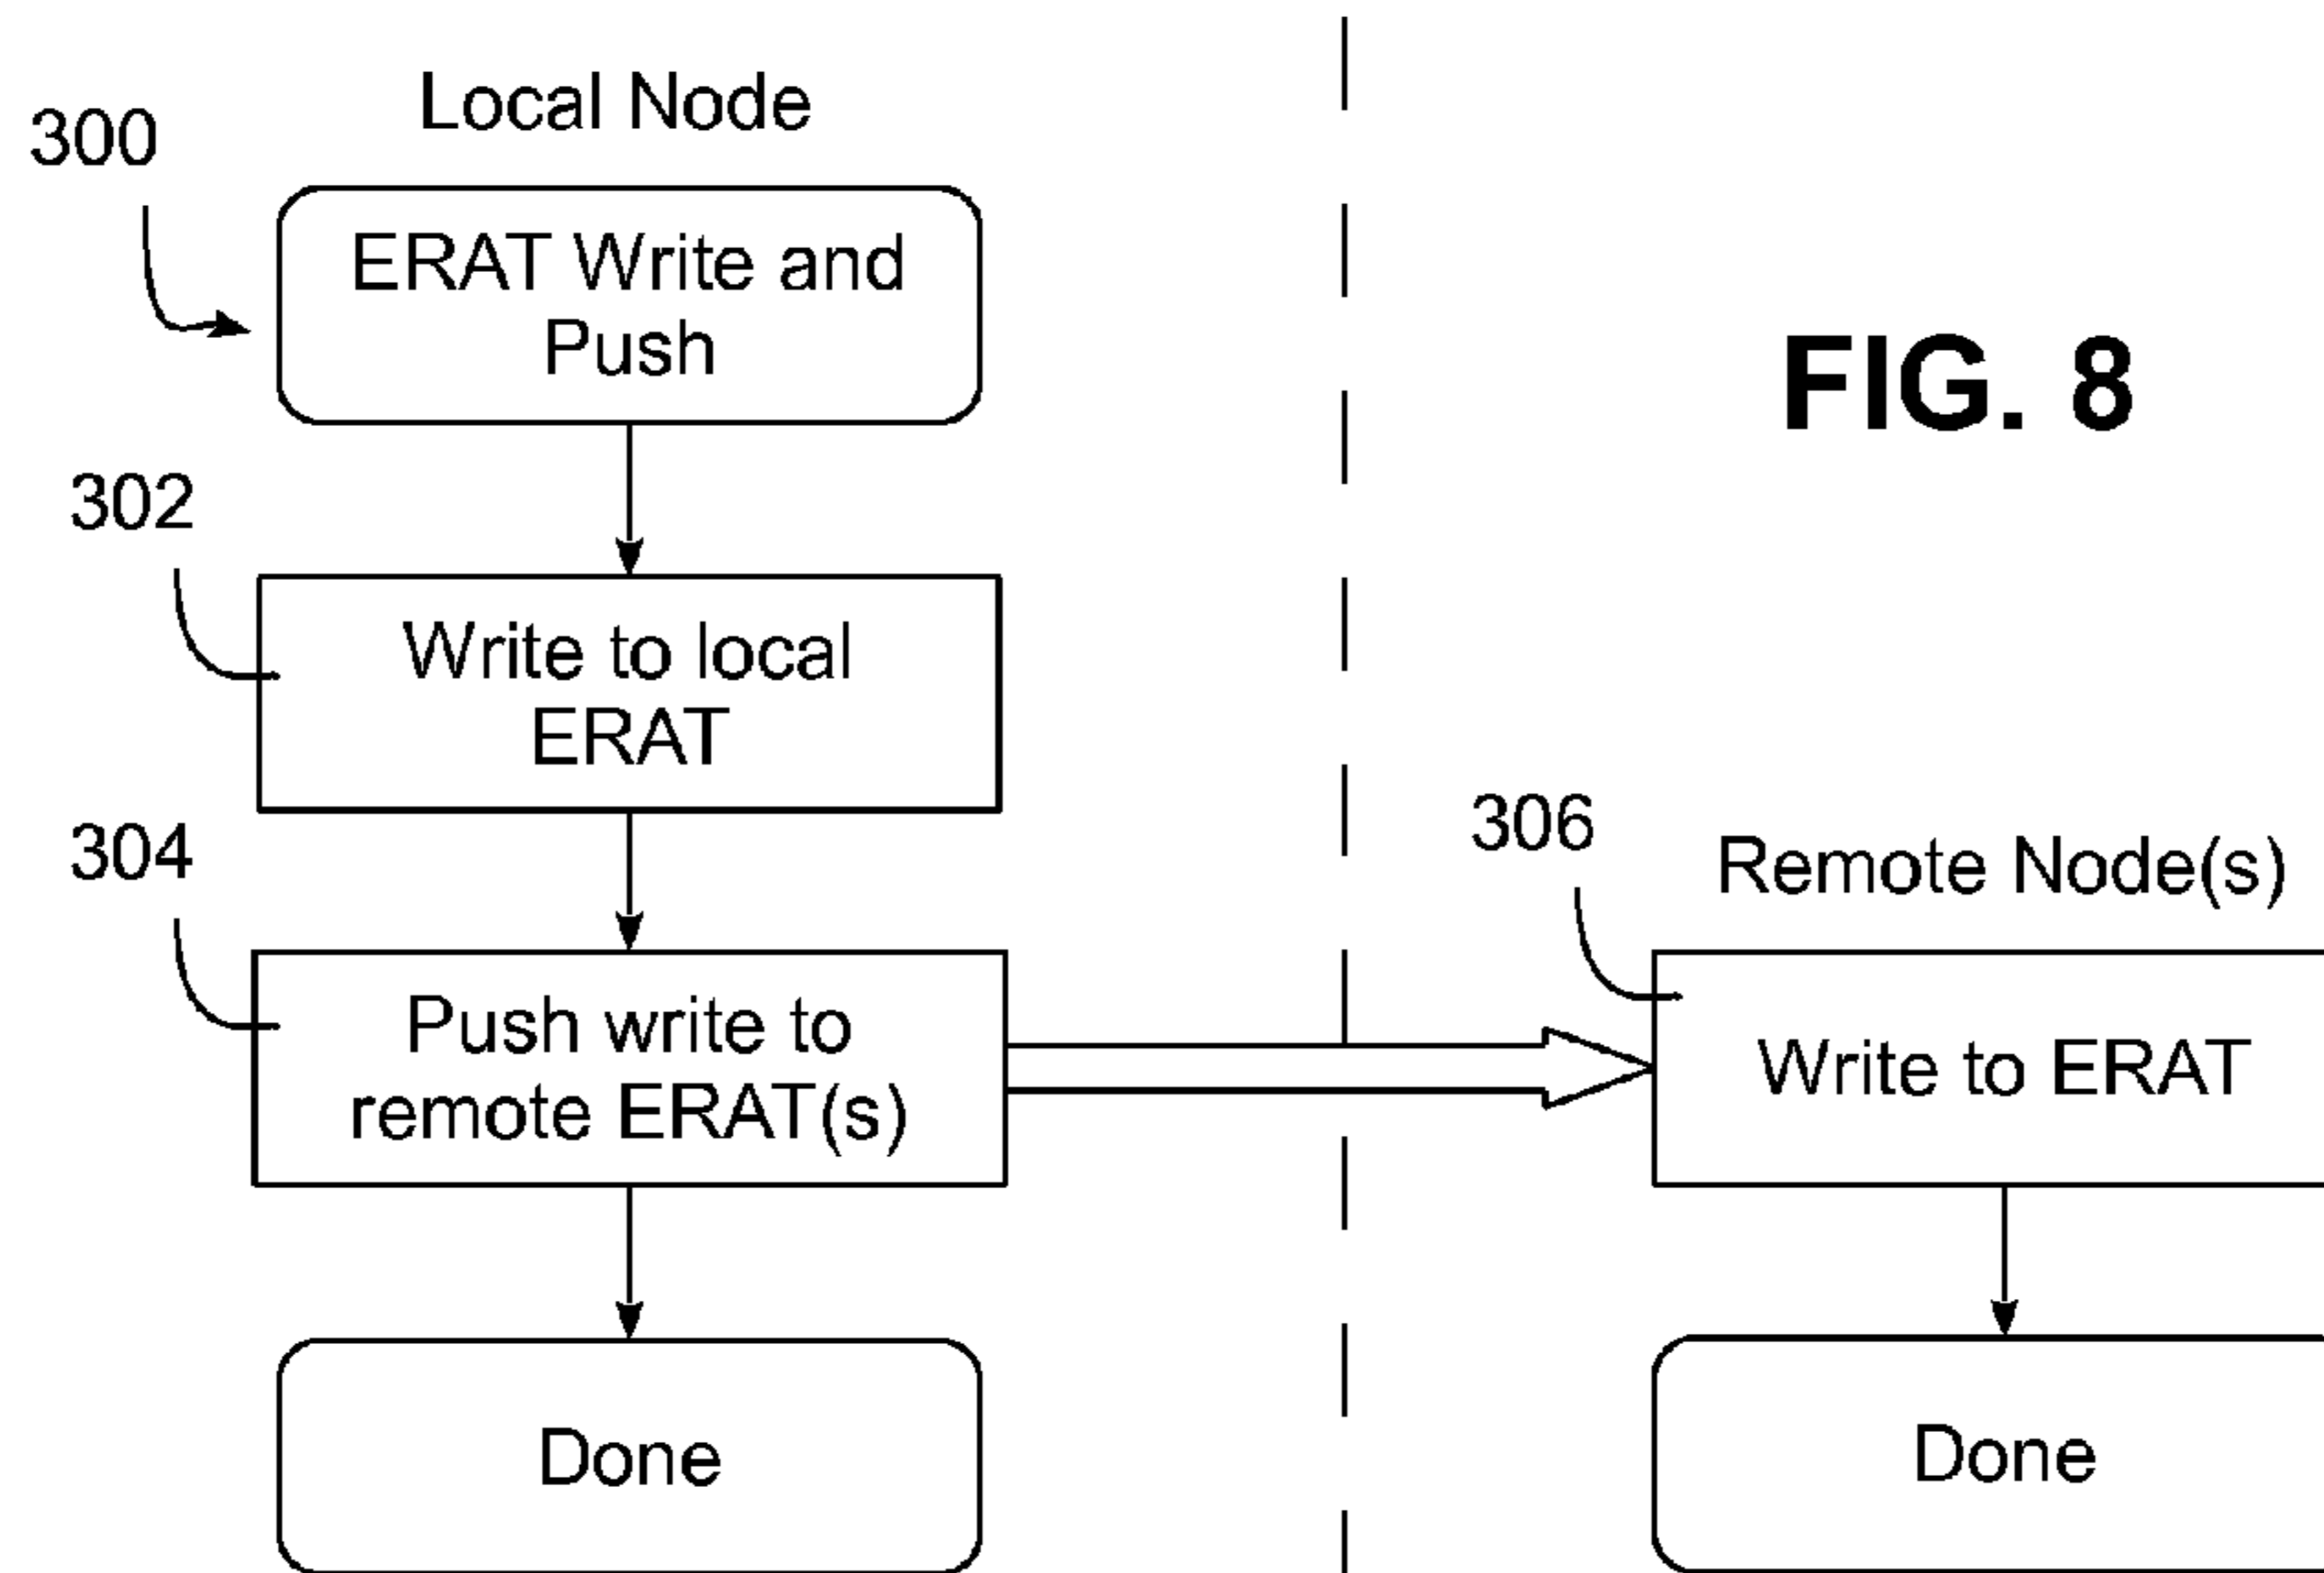 Local Node
300
ERAT Write and
Push
FIG. 8
302
Write to local
ERAT
304
Push write to
remote ERAT(s)
306
Remote Node(s)
Write to ERAT
Done
Done